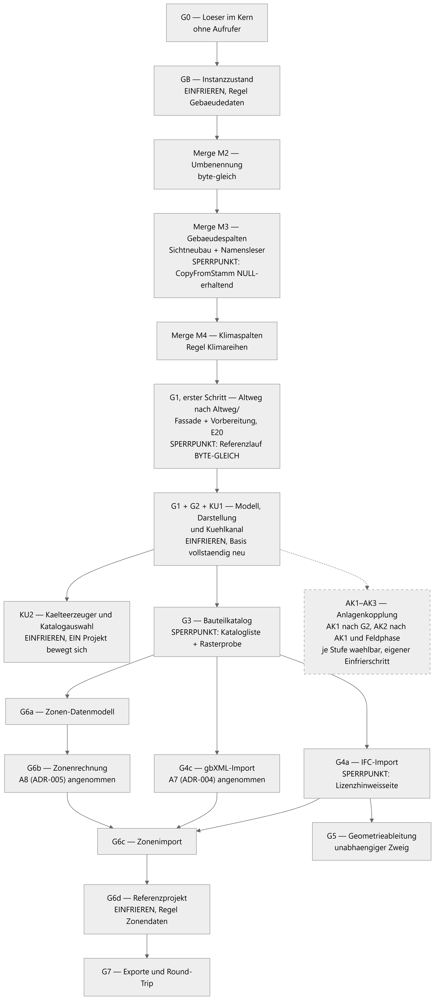 G0 — Loeser im Kern
ohne Aufrufer
GB — Instanzzustand
EINFRIEREN, Regel
Gebaeudedaten
Merge M2 —
Umbenennung
byte-gleich
Merge M3 —
Gebaeudespalten
Sichtneubau + Namensleser
SPERRPUNKT:
CopyFromStamm NULL-
erhaltend
Merge M4 — Klimaspalten
Regel Klimareihen
G1, erster Schritt — Altweg
nach Altweg/
Fassade + Vorbereitung,
E20
SPERRPUNKT: Referenzlauf
BYTE-GLEICH
G1 + G2 + KU1 — Modell,
Darstellung
und Kuehlkanal
EINFRIEREN, Basis
vollstaendig neu
KU2 — Kaelteerzeuger und
Katalogauswahl
EINFRIEREN, EIN Projekt
bewegt sich
G3 — Bauteilkatalog
SPERRPUNKT: Katalogliste
+ Rasterprobe
AK1–AK3 —
Anlagenkopplung
AK1 nach G2, AK2 nach
AK1 und Feldphase
je Stufe waehlbar, eigener
Einfrierschritt
G6a — Zonen-Datenmodell
G6b — Zonenrechnung
A8 (ADR-005) angenommen
G4c — gbXML-Import
A7 (ADR-004) angenommen
G4a — IFC-Import
SPERRPUNKT:
Lizenzhinweisseite
G6c — Zonenimport
G5 — Geometrieableitung
unabhaengiger Zweig
G6d — Referenzprojekt
EINFRIEREN, Regel
Zonendaten
G7 — Exporte und Round-
Trip